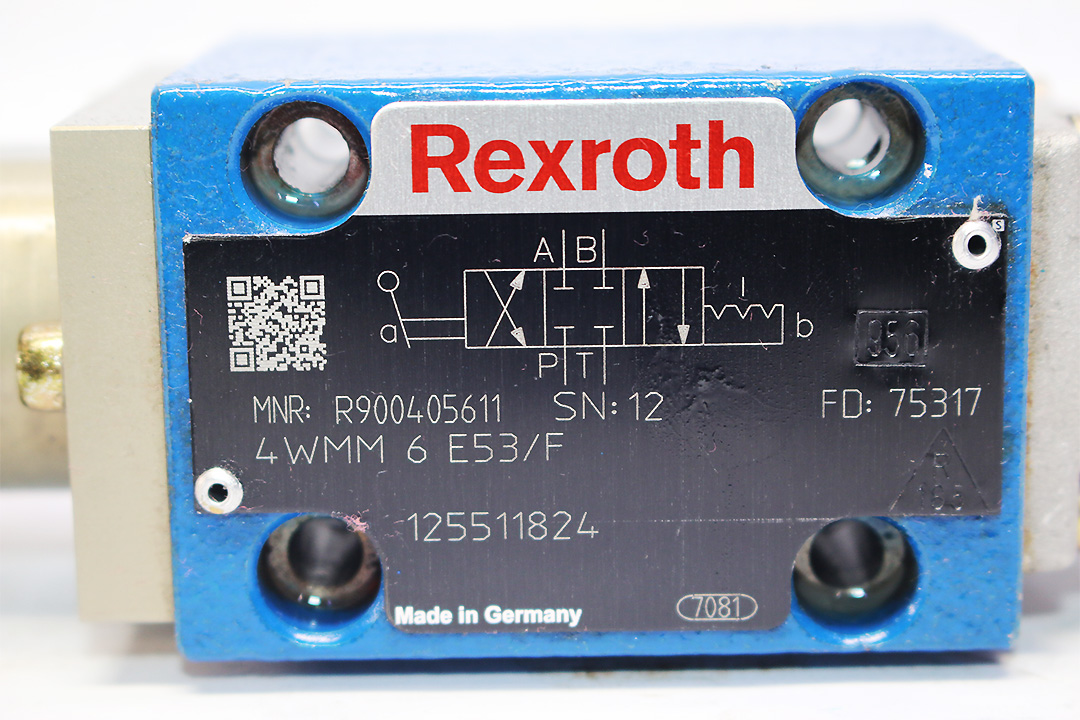 Rexroth
S
A B
a
b
P T
MNR: R900405611 SN: 12 FD: 75317
4WMM 6 E53/F
125511824
Made in Germany
7081